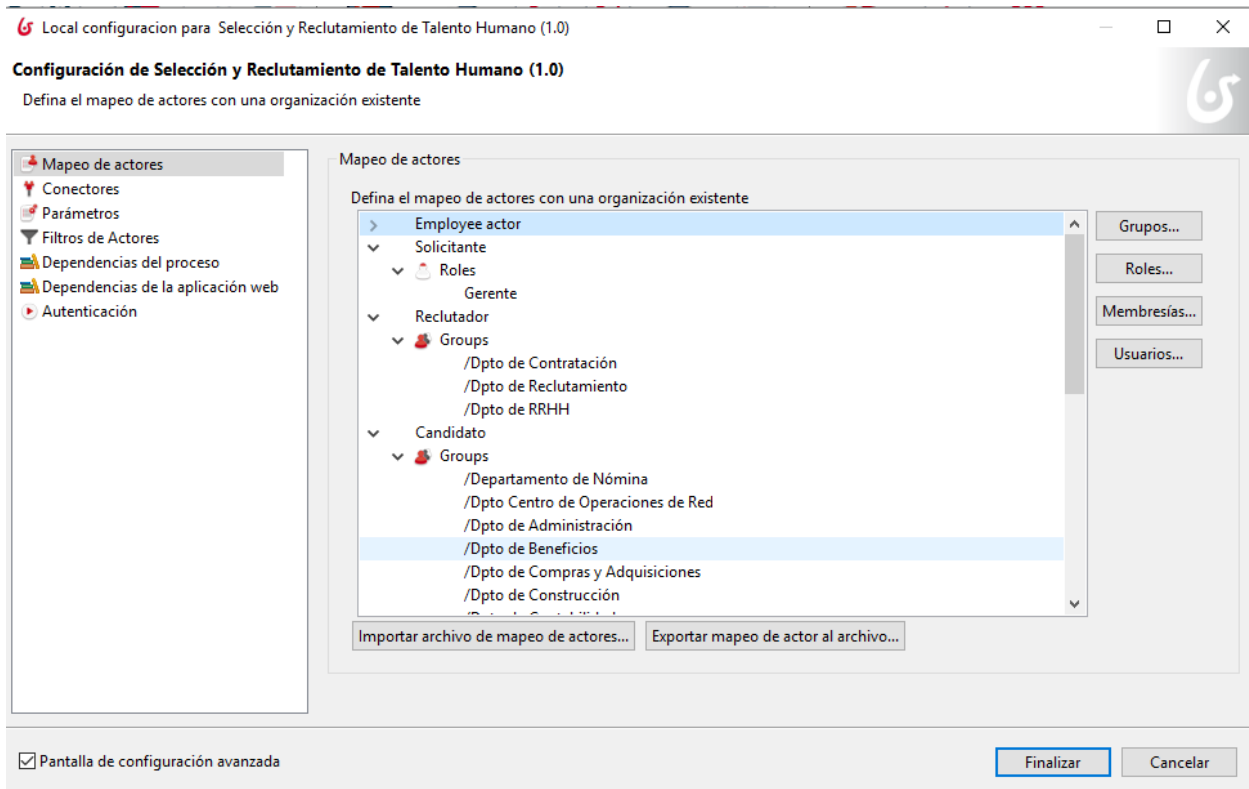 Local configuracion para Selección y Reclutamiento de Talento Humano (1.0)
Configuración de Selección y Reclutamiento de Talento Humano (1.0)
Defina el mapeo de actores con una organización existente
Mapeo de actores
Conectores
Parámetros
Filtros de Actores
Dependencias del proceso
Dependencias de la aplicación web
Autenticación
Mapeo de actores
Defina el mapeo de actores con una organización existente
Employee actor
Solicitante
Roles
Gerente
Reclutador
Groups
/Dpto de Contratación
/Dpto de Reclutamiento
/Dpto de RRHH
Candidato
Groups
/Departamento de Nómina
/Dpto Centro de Operaciones de Red
/Dpto de Administración
/Dpto de Beneficios
/Dpto de Compras y Adquisiciones
/Dpto de Construcción
Grupos...
Roles...
Membresías...
Usuarios...
Importar archivo de mapeo de actores...
Exportar mapeo de actor al archivo...
Pantalla de configuración avanzada
Finalizar
Cancelar